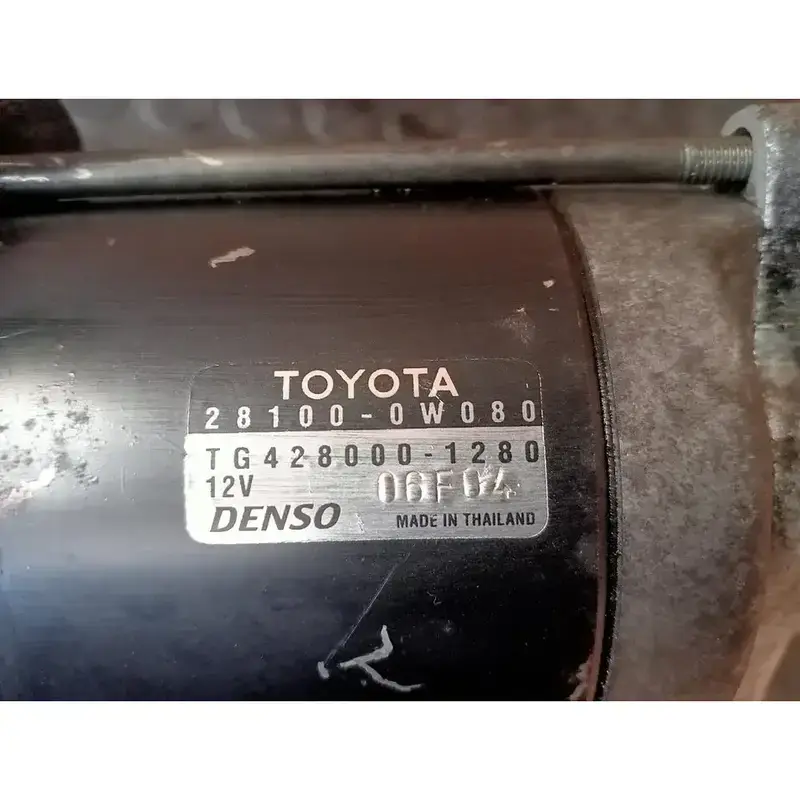 TOYOTA
28100-0W080
TG428000-1280
12V 06F04
DENSO MADE IN THAILAND